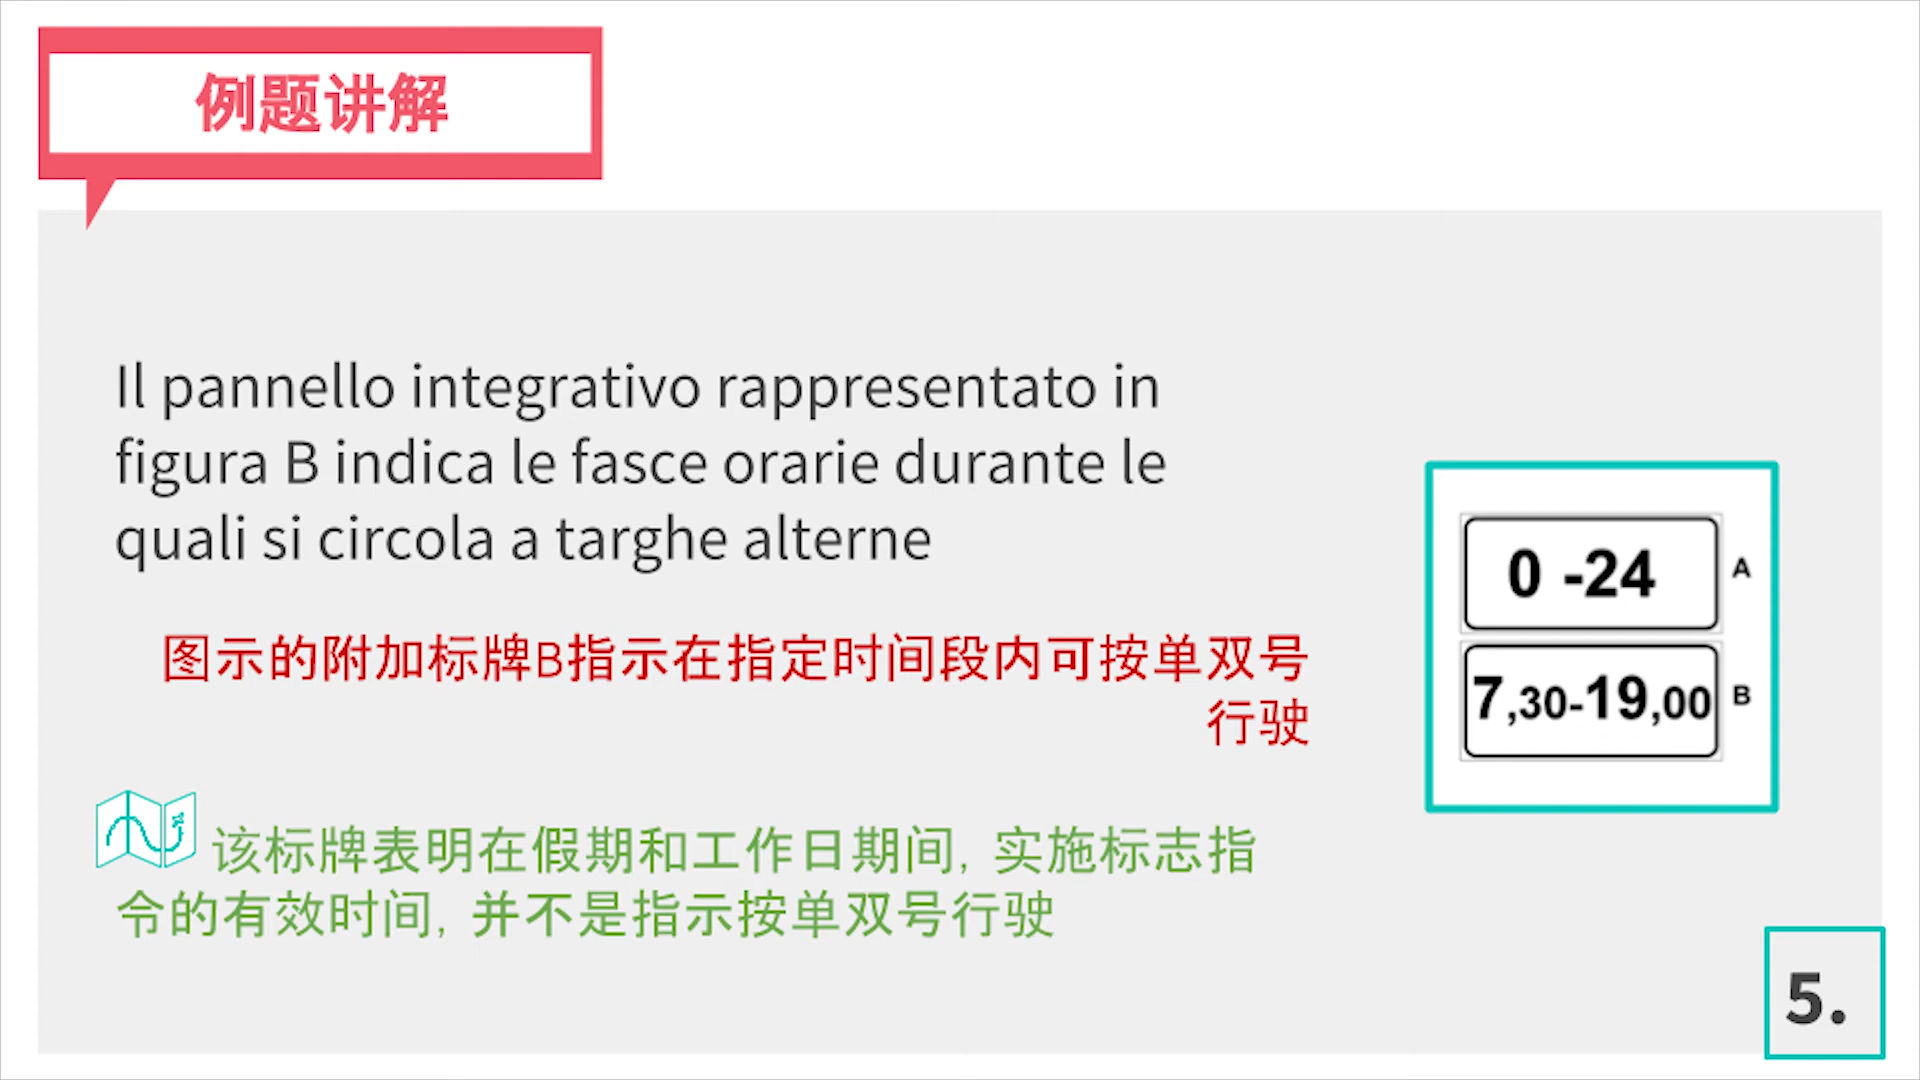 例题讲解
Il pannello integrativo rappresentato in
figura B indica le fasce orarie durante le
quali si circola a targhe alterne
图示的附加标牌B指示在指定时间段内可按单双号
行驶
该标牌表明在假期和工作日期间, 实施标志指
令的有效时间, 并不是指示按单双号行驶
0 -24 A
7,30-19,00 B
5.